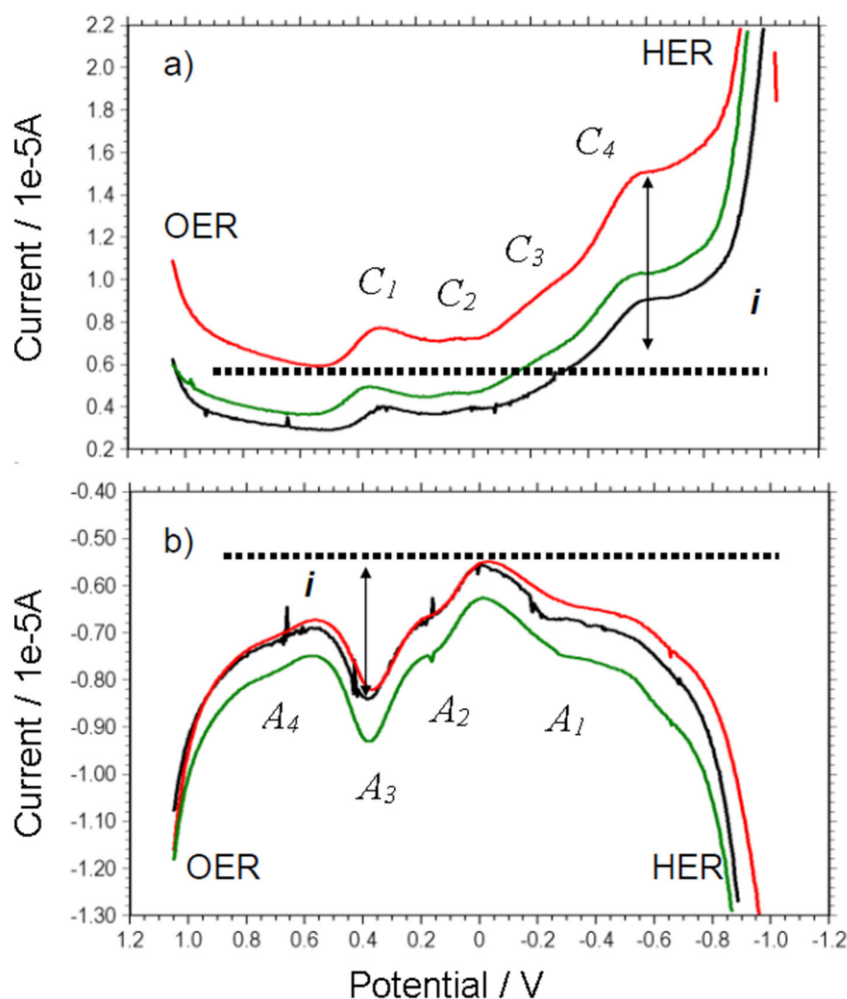 a)
HER
OER
C1
C2
C3
C4
i
Current / 1e-5A
2.2
2.0
1.8
1.6
1.4
1.2
1.0
0.8
0.6
0.4
0.2
b)
i
A4
A3
A2
A1
OER
HER
Current / 1e-5A
-0.40
-0.50
-0.60
-0.70
-0.80
-0.90
-1.00
-1.10
-1.20
-1.30
1.2 1.0 0.8 0.6 0.4 0.2 0 -0.2 -0.4 -0.6 -0.8 -1.0 -1.2
Potential / V